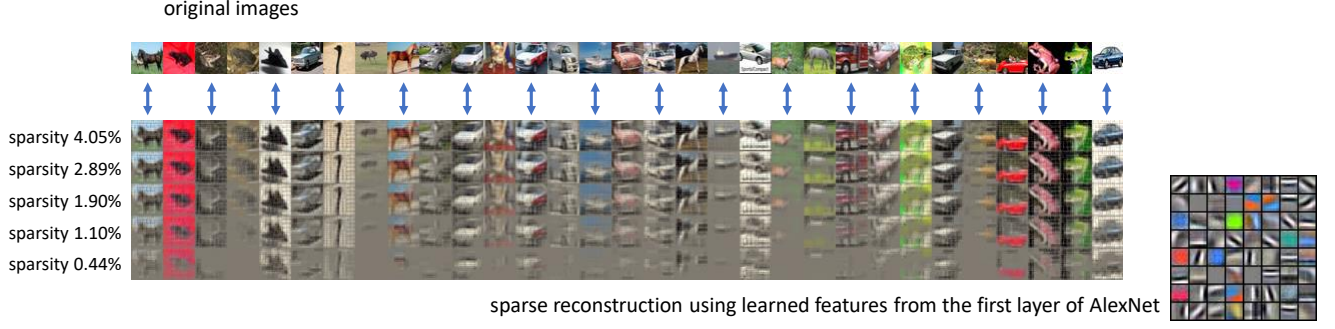 original images
sparsity 4.05%
sparsity 2.89%
sparsity 1.90%
sparsity 1.10%
sparsity 0.44%
sparse reconstruction using learned features from the first layer of AlexNet